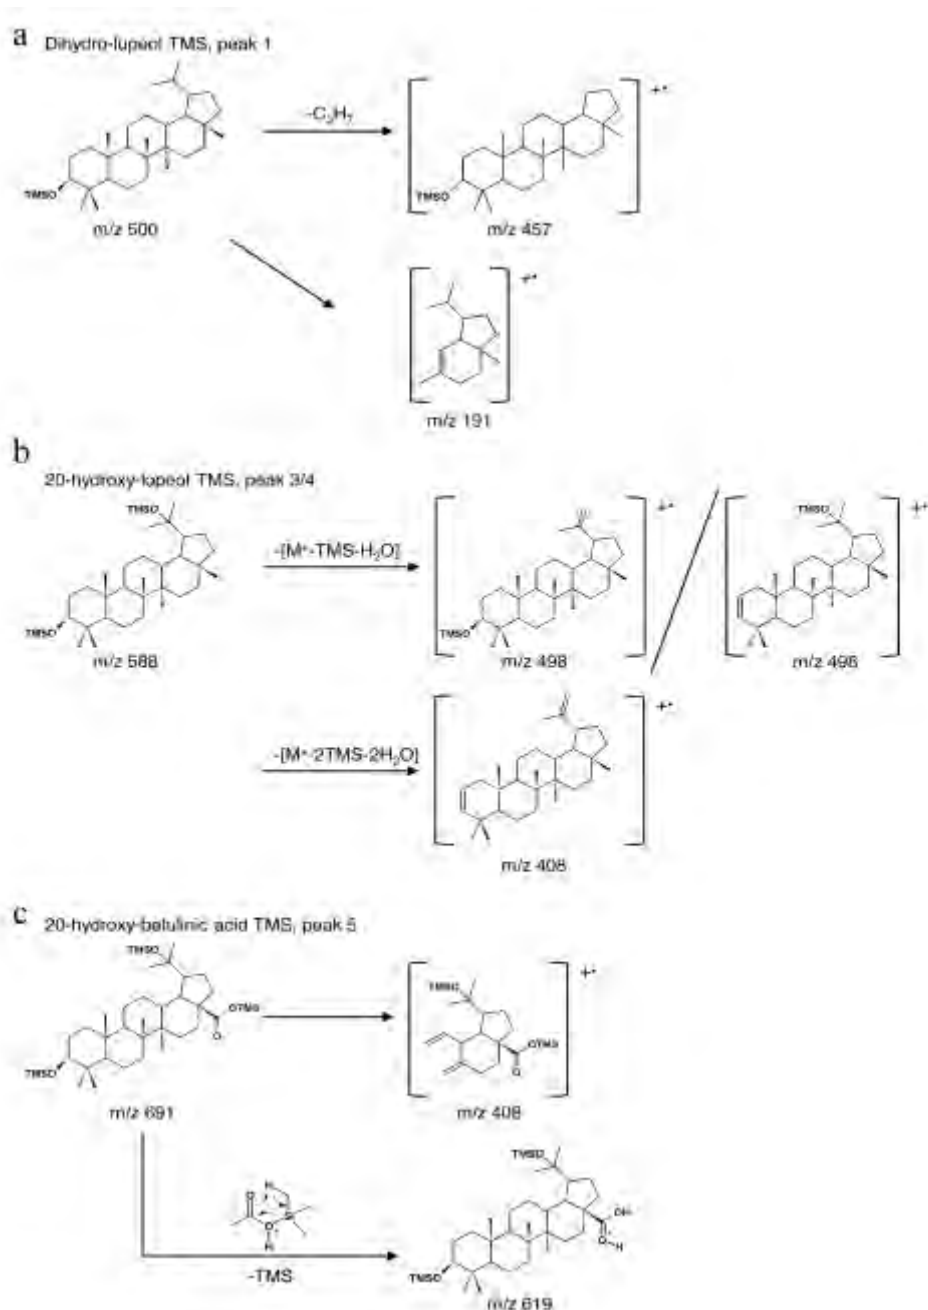 a Dihydro-lupeol TMS, peak 1
-C3H7
TMSO
TMSO
+•
m/z 500
m/z 457
+•
m/z 191
b
20-hydroxy-lupeol TMS, peak 3/4
TMSO
-[M+-TMS-H2O]
TMSO
TMSO
TMSO
+•
+•
m/z 588
m/z 498
m/z 498
-[M+-2TMS-2H2O]
+•
m/z 408
c 20-hydroxy-betulinic acid TMS, peak 5
TMSO
OTMS
O
TMSO
TMSO
OTMS
O
+•
m/z 691
m/z 408
H
O
Si
O+
H
-TMS
TMSO
OH
O+
H
TMSO
m/z 619